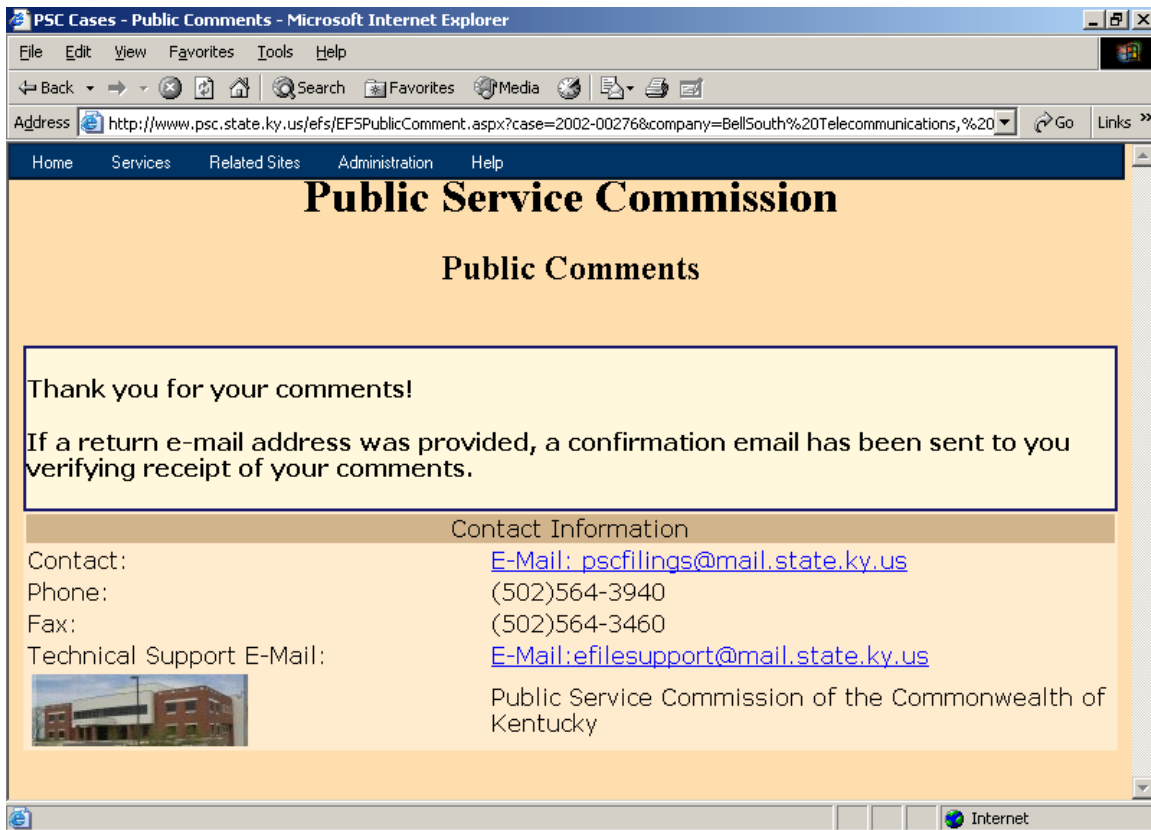 PSC Cases - Public Comments - Microsoft Internet Explorer
File Edit View Favorites Tools Help
Back Search Favorites Media
Address http://www.psc.state.ky.us/efs/EFSPublicComment.aspx?case=2002-00276&company=BellSouth%20Telecommunications,%20 Go Links »
Home Services Related Sites Administration Help
Public Service Commission
Public Comments
Thank you for your comments!
If a return e-mail address was provided, a confirmation email has been sent to you
verifying receipt of your comments.
Contact Information
Contact: E-Mail: pscfilings@mail.state.ky.us
Phone: (502)564-3940
Fax: (502)564-3460
Technical Support E-Mail: E-Mail:efilesupport@mail.state.ky.us
Public Service Commission of the Commonwealth of
Kentucky
Internet